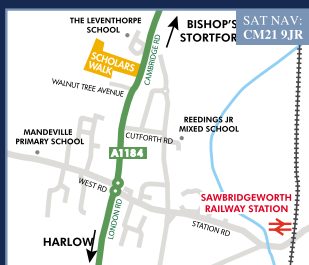 THE LEVENTHORPE
SCHOOL
BISHOP'S
STORTFOR
SAT NAV:
CM21 9JR
SCHOLARS
WALK
CAMBRIDGE RD
WALNUT TREE AVENUE
REEDINGS JR
MIXED SCHOOL
MANDEVILLE
PRIMARY SCHOOL
CUTFORTH RD
A1184
WEST RD
SAWBRIDGEWORTH
RAILWAY STATION
LONDON RD
STATION RD
HARLOW